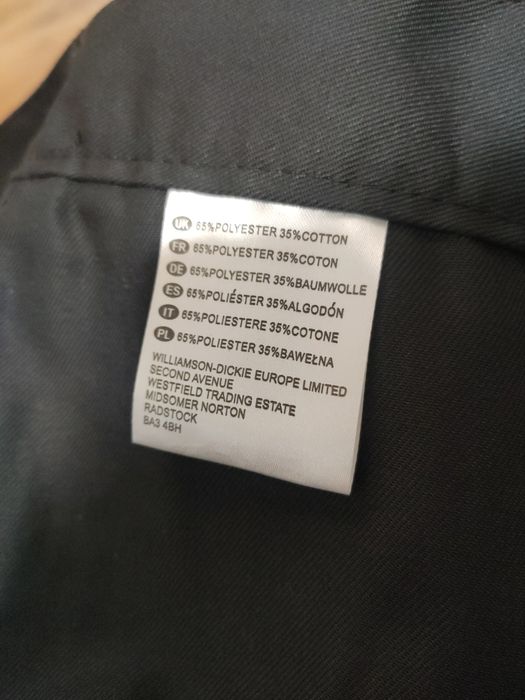 UK 65%POLYESTER 35%COTTON
FR 65%POLYESTER 35%COTON
DE 65%POLYESTER 35%BAUMWOLLE
ES 65%POLIÉSTER 35%ALGODÓN
IT 65%POLIESTERE 35%COTONE
PL 65%POLIESTER 35%BAWEŁNA
WILLIAMSON-DICKIE EUROPE LIMITED
SECOND AVENUE
WESTFIELD TRADING ESTATE
MIDSOMER NORTON
RADSTOCK
BA3 4BH